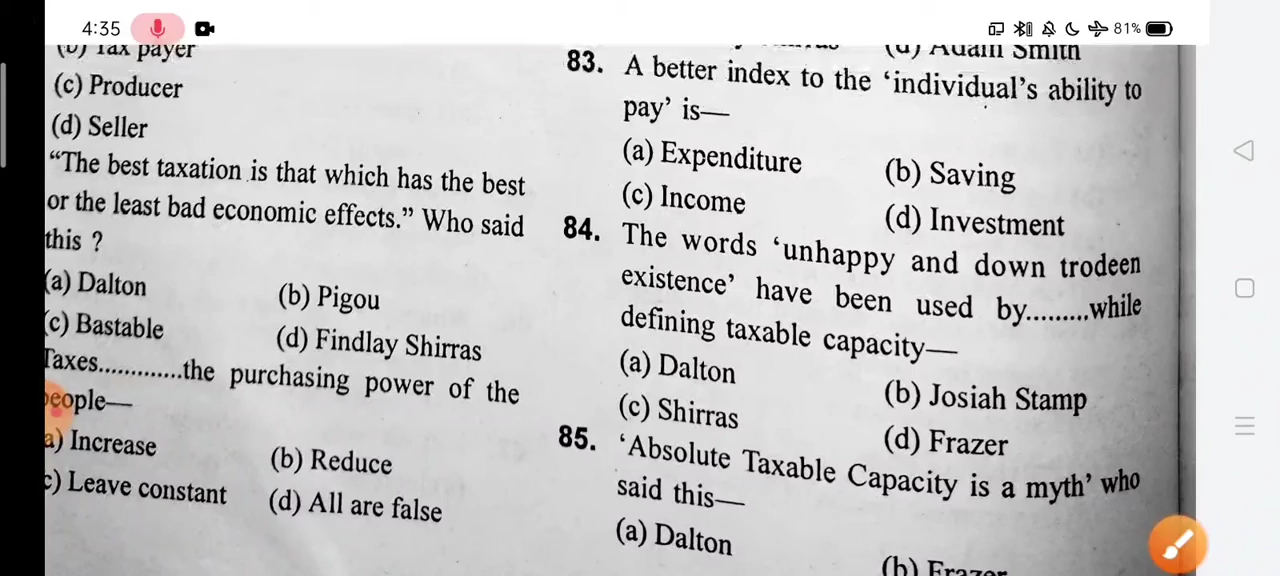 4:35
81%
(b) Tax payer
(c) Producer
(d) Seller
“The best taxation is that which has the best
or the least bad economic effects.” Who said
this ?
(a) Dalton
(b) Pigou
(c) Bastable
(d) Findlay Shirras
Taxes.............the purchasing power of the
people—
a) Increase
(b) Reduce
c) Leave constant
(d) All are false
(d) Adam Smith
83. A better index to the ‘individual’s ability to
pay’ is—
(a) Expenditure
(b) Saving
(c) Income
(d) Investment
84. The words ‘unhappy and down trodeen
existence’ have been used by.........while
defining taxable capacity—
(a) Dalton
(b) Josiah Stamp
(c) Shirras
(d) Frazer
85. ‘Absolute Taxable Capacity is a myth’ who
said this—
(a) Dalton
(b) Frazer